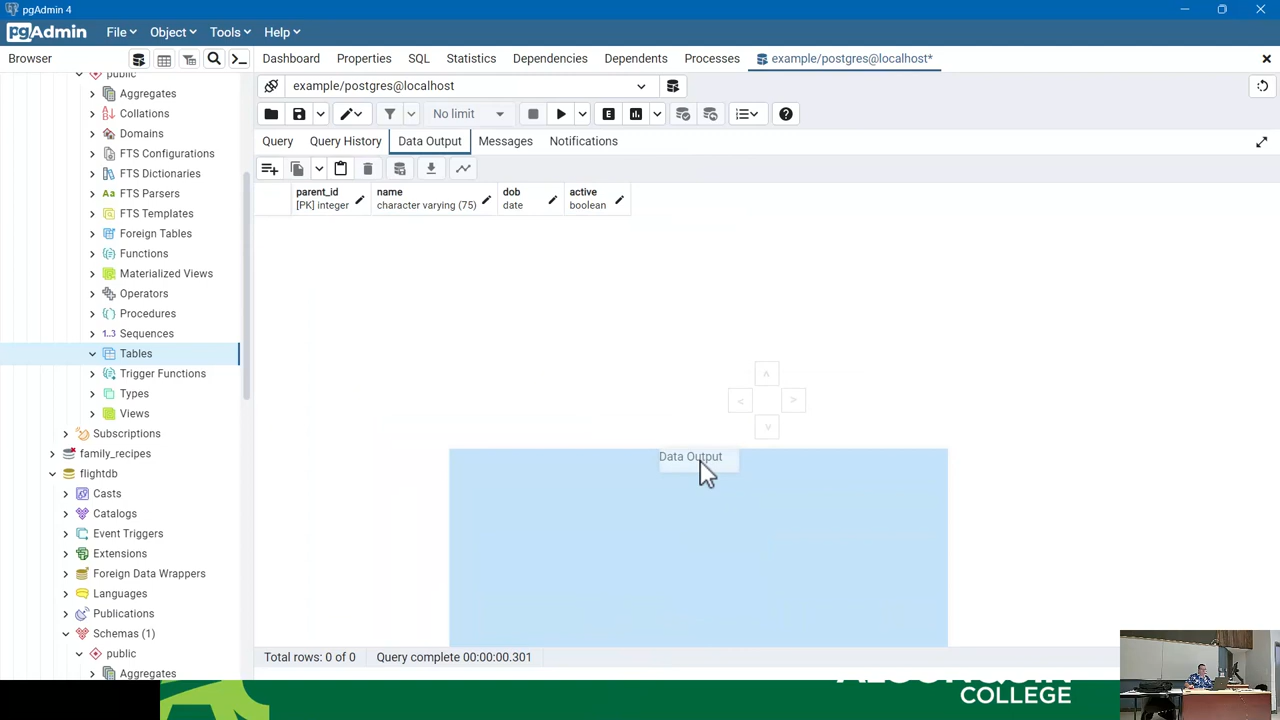 pgAdmin 4
pgAdmin File Object Tools Help
Browser Dashboard Properties SQL Statistics Dependencies Dependents Processes example/postgres@localhost*
public
Aggregates
Collations
Domains
FTS Configurations
FTS Dictionaries
Aa FTS Parsers
FTS Templates
Foreign Tables
Functions
Materialized Views
Operators
Procedures
1..3 Sequences
Tables
Trigger Functions
Types
Views
Subscriptions
family_recipes
flightdb
Casts
Catalogs
Event Triggers
Extensions
Foreign Data Wrappers
Languages
Publications
Schemas (1)
public
Aggregates
example/postgres@localhost
No limit E
Query Query History Data Output Messages Notifications
parent_id name dob active
[PK] integer character varying (75) date boolean
Data Output
Total rows: 0 of 0 Query complete 00:00:00.301
ALGONQUIN
COLLEGE